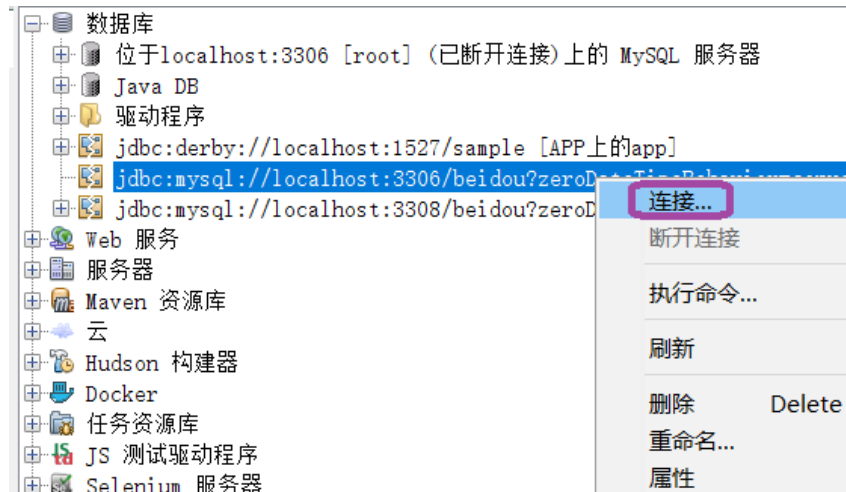 数据库
位于localhost:3306 [root] (已断开连接)上的 MySQL 服务器
Java DB
驱动程序
jdbc:derby://localhost:1527/sample [APP上的app]
jdbc:mysql://localhost:3306/beidou?zeroDateTimeBehavior=
jdbc:mysql://localhost:3308/beidou?zeroD
Web 服务
服务器
Maven 资源库
云
Hudson 构建器
Docker
任务资源库
JS 测试驱动程序
Selenium 服务器
连接...
断开连接
执行命令...
刷新
删除 Delete
重命名...
属性